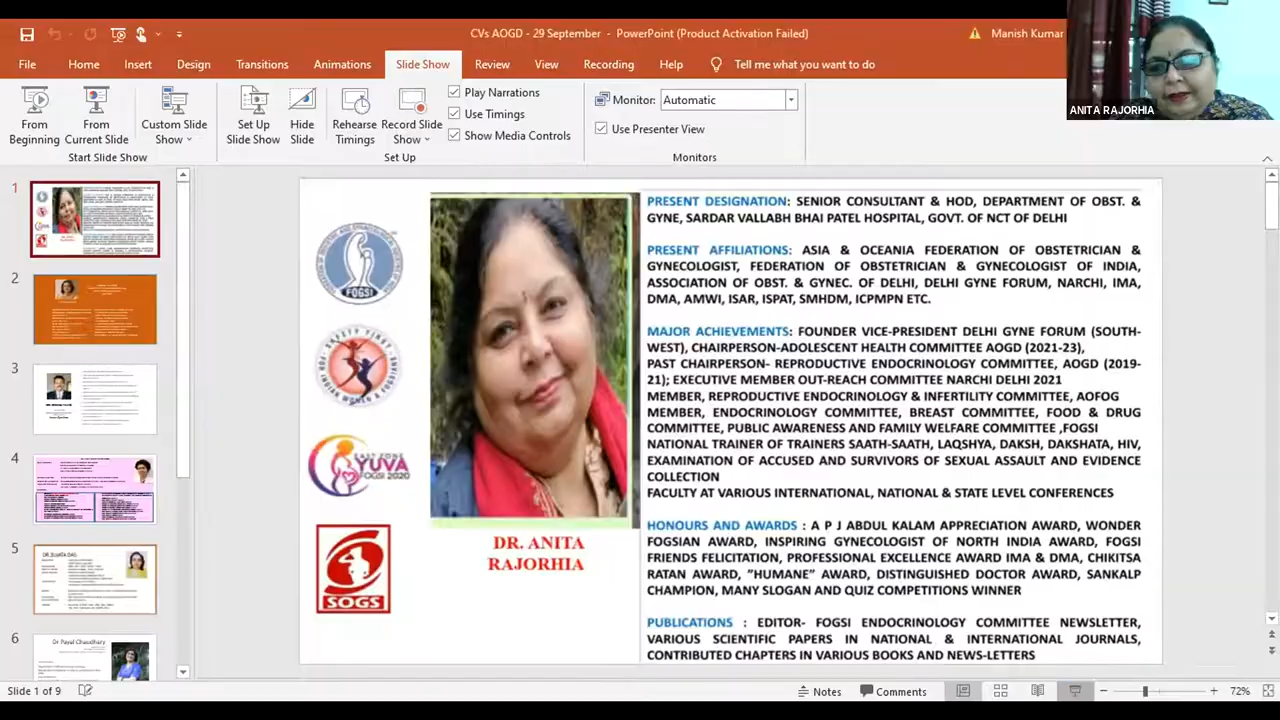 CVs AOGD - 29 September - PowerPoint (Product Activation Failed)
Manish Kumar
ANITA RAJORHIA
File Home Insert Design Transitions Animations Slide Show Review View Recording Help Tell me what you want to do
From Beginning
From Current Slide
Custom Slide Show
Start Slide Show
Set Up Slide Show
Hide Slide
Rehearse Timings
Record Slide Show
Play Narrations
Use Timings
Show Media Controls
Set Up
Monitor: Automatic
Use Presenter View
Monitors
1
2
3
4
5
DR. SUJATA DAS
6
Dr Payal Chaudhary
FOGSI
YUVA
FOGSI 2020
SOGS
DR. ANITA
RAJORHIA
PRESENT DESIGNATION: SENIOR CONSULTANT & HOD, DEPARTMENT OF OBST. &
GYNE, SARDAR VALLABH BHAI PATEL HOSPITAL, GOVT. OF NCT OF DELHI
PRESENT AFFILIATIONS: ASIA & OCEANIA FEDERATION OF OBSTETRICIAN &
GYNECOLOGIST, FEDERATION OF OBSTETRICIAN & GYNECOLOGIST OF INDIA,
ASSOCIATION OF OBST. & GYNEC. OF DELHI, DELHI GYNE FORUM, NARCHI, IMA,
DMA, AMWI, ISAR, ISPAT, SMHDM, ICPMPN ETC.
MAJOR ACHIEVEMENTS: FOUNDER VICE-PRESIDENT DELHI GYNE FORUM (SOUTH-
WEST), CHAIRPERSON-ADOLESCENT HEALTH COMMITTEE AOGD (2021-23),
PAST CHAIRPERSON- REPRODUCTIVE ENDOCRINOLOGY COMMITTEE, AOGD (2019-
21); EXECUTIVE MEMBER OUT-REACH COMMITTEE NARCHI DELHI 2021
MEMBER, REPRODUCTIVE ENDOCRINOLOGY & INFERTILITY COMMITTEE, AOFOG
MEMBER, ENDOCRINOLOGY COMMITTEE, BREAST COMMITTEE, FOOD & DRUG
COMMITTEE, PUBLIC AWARENESS AND FAMILY WELFARE COMMITTEE ,FOGSI
NATIONAL TRAINER OF TRAINERS SAATH-SAATH, LAQSHYA, DAKSH, DAKSHATA, HIV,
EXAMINATION OF ACCUSED AND SURVIVORS OF SEXUAL ASSAULT AND EVIDENCE
COLLECTION
FACULTY AT VARIOUS INTERNATIONAL, NATIONAL & STATE LEVEL CONFERENCES
HONOURS AND AWARDS : A P J ABDUL KALAM APPRECIATION AWARD, WONDER
FOGSIAN AWARD, INSPIRING GYNECOLOGIST OF NORTH INDIA AWARD, FOGSI
FRIENDS FELICITATION, PROFESSIONAL EXCELLENCE AWARD IMA & DMA, CHIKITSA
RATAN AWARD, "HUMANE" AWARD, DISTINGUISHED DOCTOR AWARD, SANKALP
CHAMPION, MANY SLOGAN AND QUIZ COMPETITIONS WINNER
PUBLICATIONS : EDITOR- FOGSI ENDOCRINOLOGY COMMITTEE NEWSLETTER,
VARIOUS SCIENTIFIC PAPERS IN NATIONAL & INTERNATIONAL JOURNALS,
CONTRIBUTED CHAPTERS IN VARIOUS BOOKS AND NEWS-LETTERS
Slide 1 of 9
Notes
Comments
72%